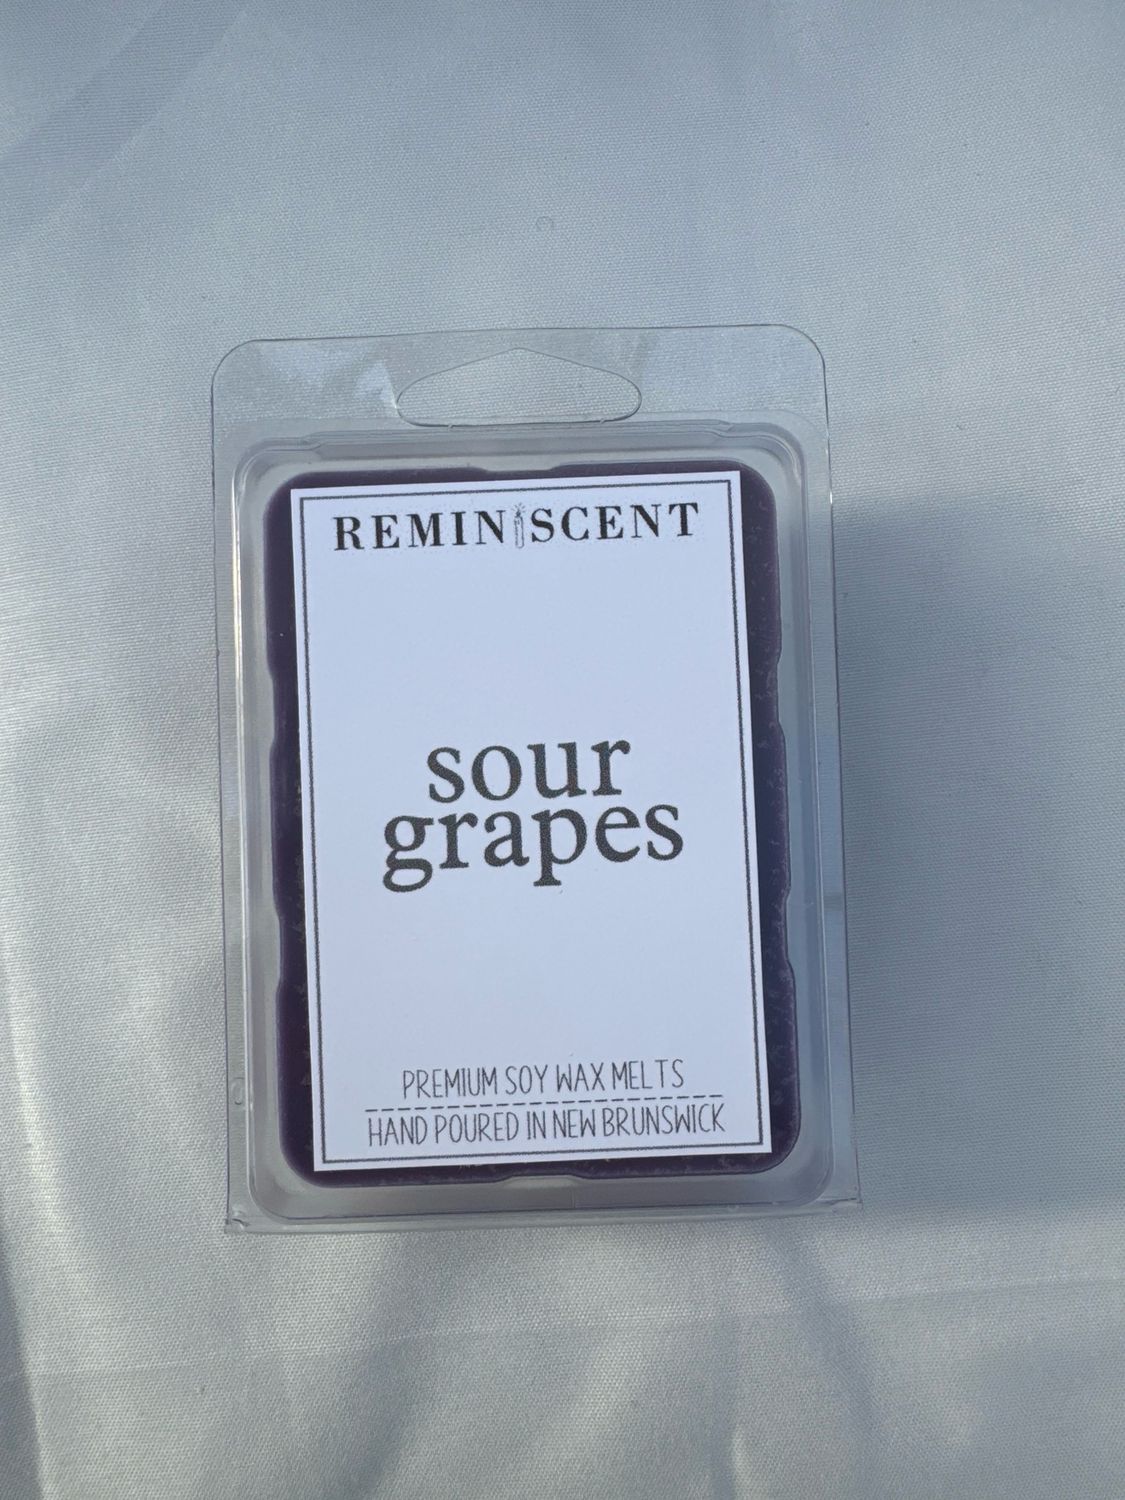 REMINISCENT
sour
grapes
PREMIUM SOY WAX MELTS
HAND POURED IN NEW BRUNSWICK